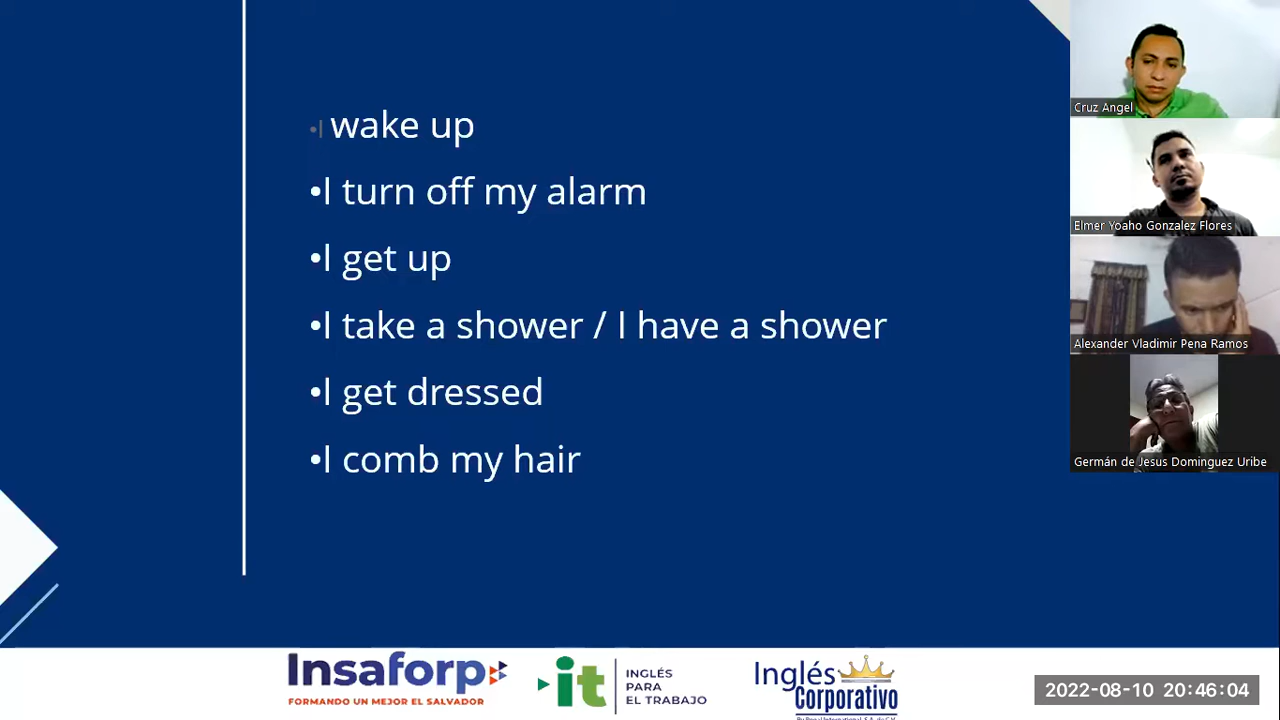 •I wake up
•I turn off my alarm
•I get up
•I take a shower / I have a shower
•I get dressed
•I comb my hair
Cruz Angel
Elmer Yoaho Gonzalez Flores
Alexander Vladimir Pena Ramos
Germán de Jesus Dominguez Uribe
Insaforp
FORMANDO UN MEJOR EL SALVADOR
it
INGLÉS
PARA
EL TRABAJO
Inglés
Corporativo
2022-08-10 20:46:04